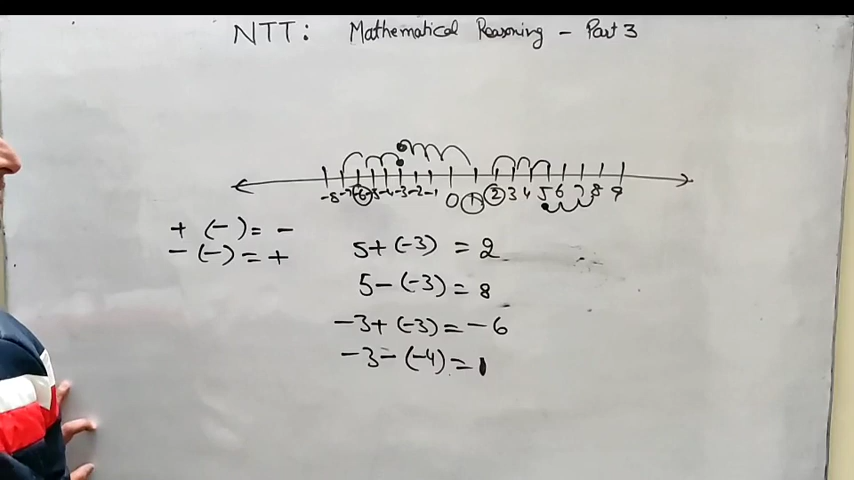 NTT: Mathematical Reasoning - Part 3
-8 -7 -6 -5 -4 -3 -2 -1 0 1 2 3 4 5 6 7 8 9
+ (-) = -
- (-) = +
5 + (-3) = 2
5 - (-3) = 8
-3 + (-3) = -6
-3 - (-4) = 1